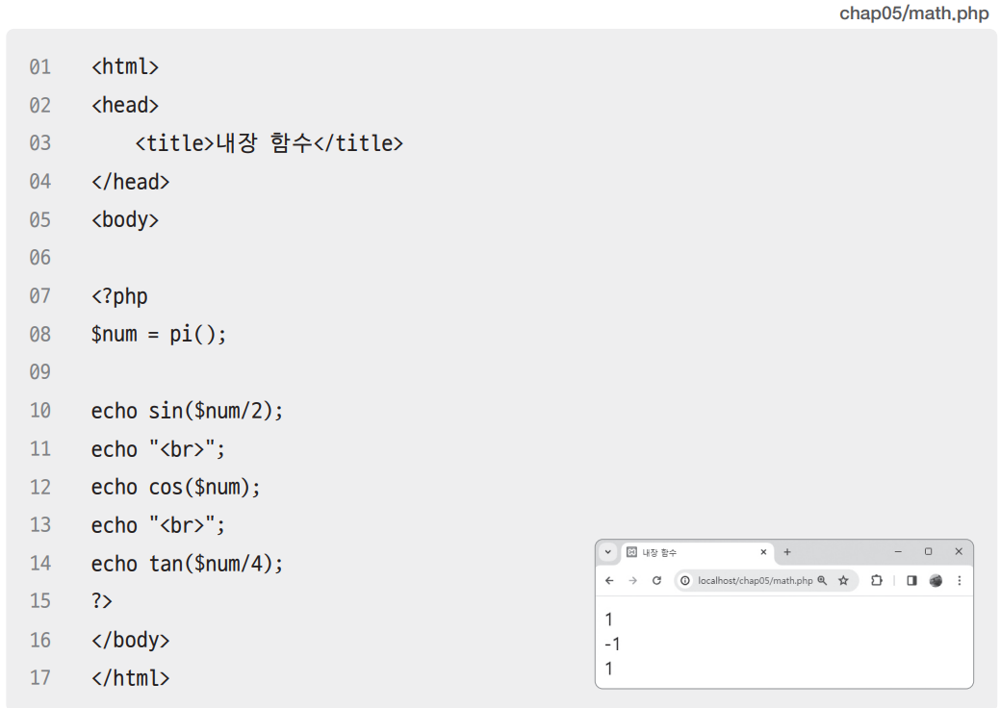 chap05/math.php
01 <html>
02 <head>
03 <title>내장 함수</title>
04 </head>
05 <body>
06
07 <?php
08 $num = pi();
09
10 echo sin($num/2);
11 echo "<br>";
12 echo cos($num);
13 echo "<br>";
14 echo tan($num/4);
15 ?>
16 </body>
17 </html>
내장 함수
localhost/chap05/math.php
1
-1
1